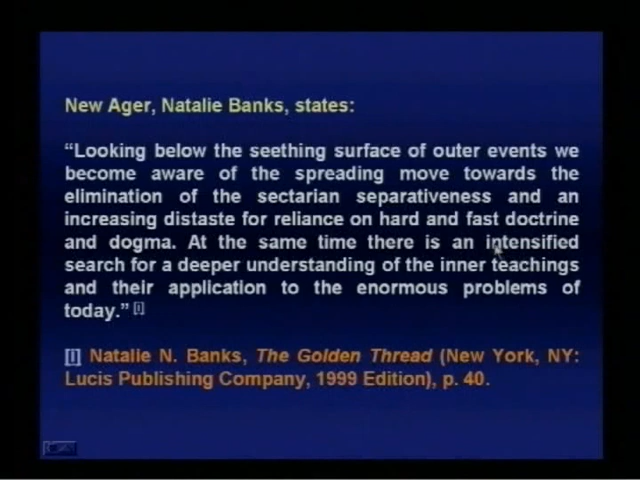 New Ager, Natalie Banks, states:
“Looking below the seething surface of outer events we
become aware of the spreading move towards the
elimination of the sectarian separativeness and an
increasing distaste for reliance on hard and fast doctrine
and dogma. At the same time there is an intensified
search for a deeper understanding of the inner teachings
and their application to the enormous problems of
today.” [i]
[i] Natalie N. Banks, The Golden Thread (New York, NY:
Lucis Publishing Company, 1999 Edition), p. 40.